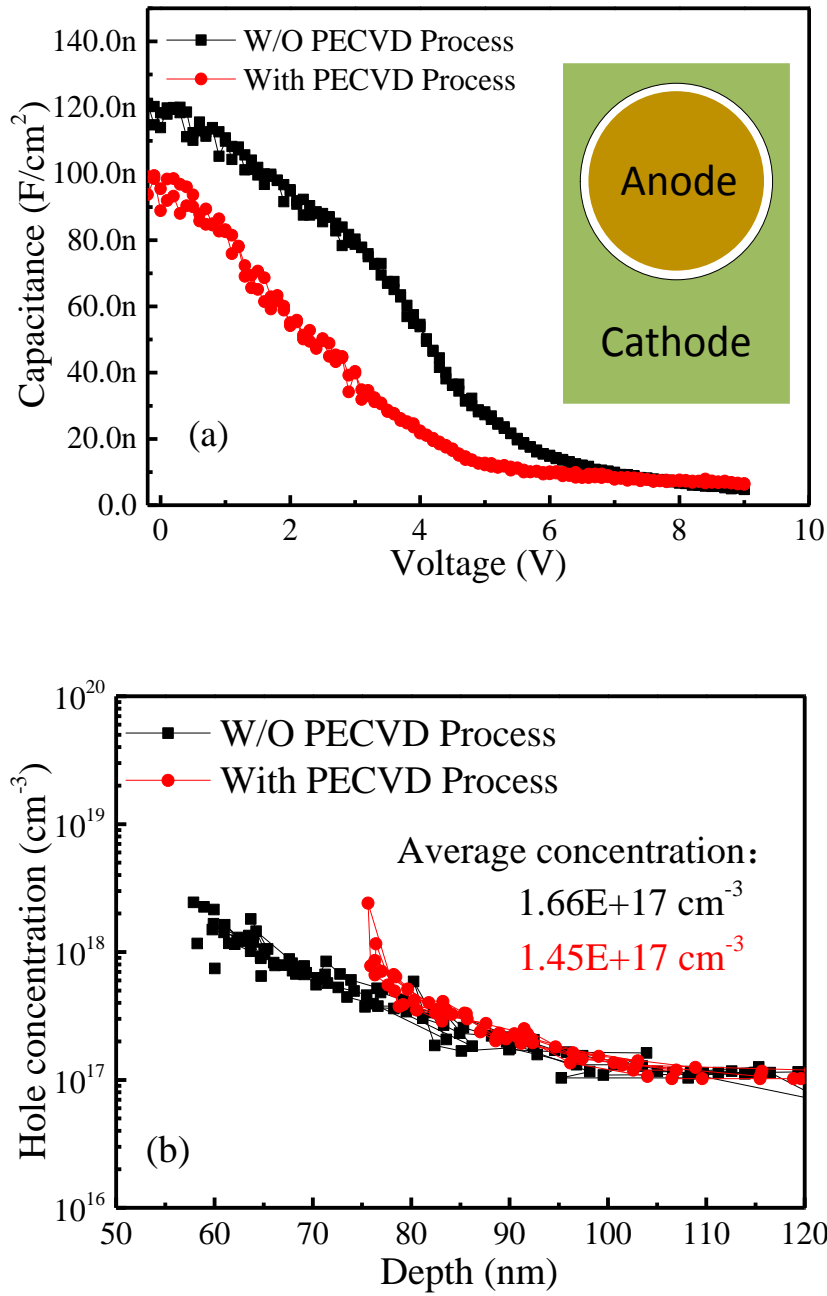 140.0n
120.0n
100.0n
80.0n
60.0n
40.0n
20.0n
0.0
Capacitance (F/cm²)
W/O PECVD Process
With PECVD Process
Anode
Cathode
(a)
0 2 4 6 8 10
Voltage (V)
10²⁰
10¹⁹
10¹⁸
10¹⁷
10¹⁶
Hole concentration (cm⁻³)
W/O PECVD Process
With PECVD Process
Average concentration:
1.66E+17 cm⁻³
1.45E+17 cm⁻³
(b)
50 60 70 80 90 100 110 120
Depth (nm)